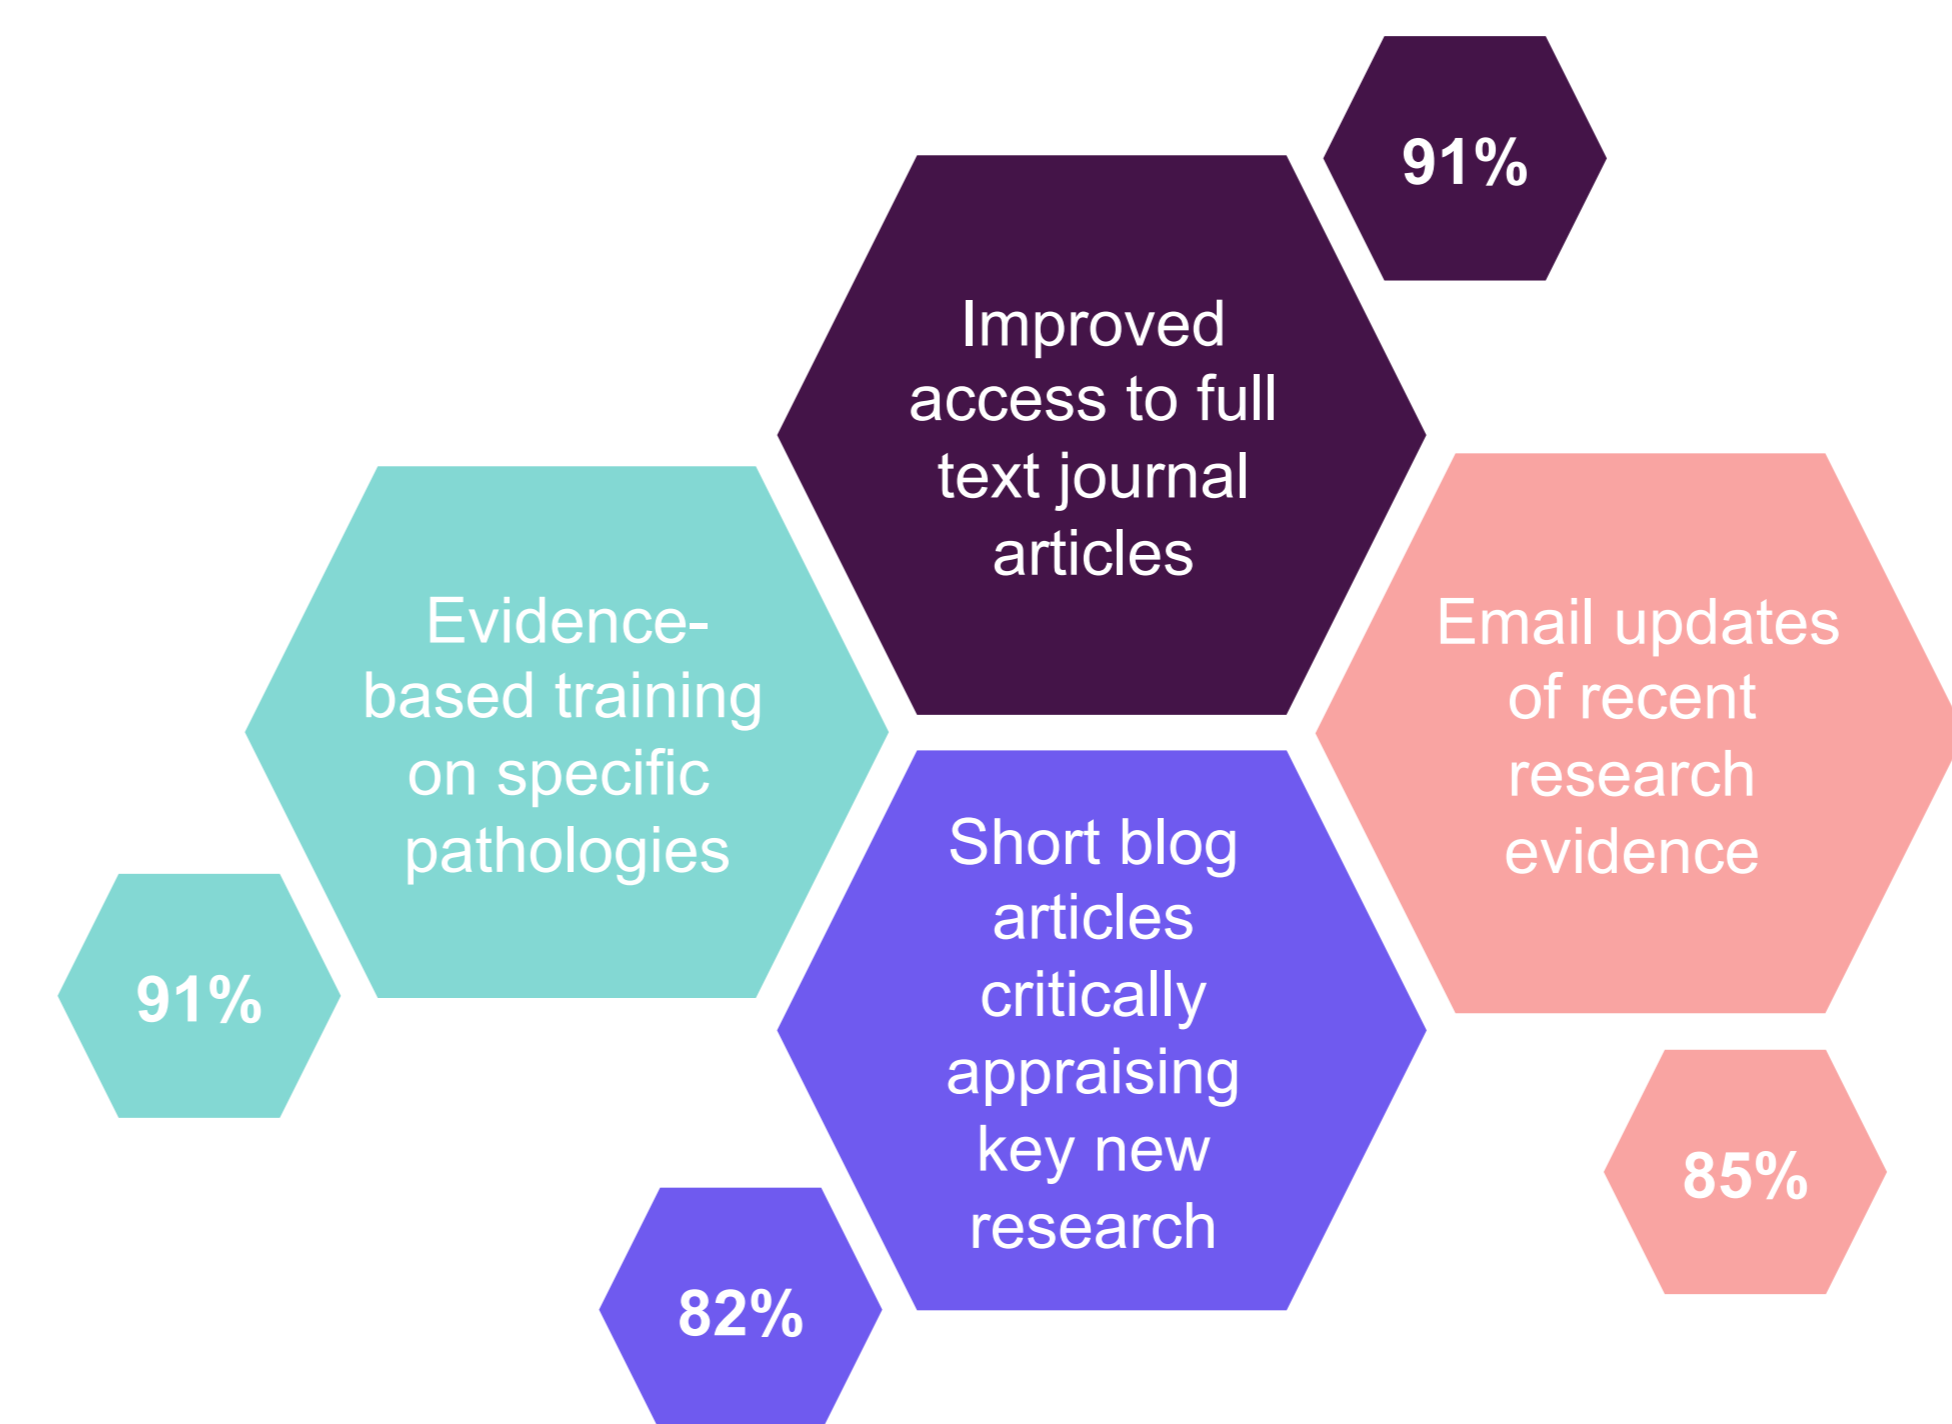 91%
Improved
access to full
text journal
articles
Evidence-
based training
on specific
pathologies
91%
Email updates
of recent
research
evidence
85%
Short blog
articles
critically
appraising
key new
research
82%